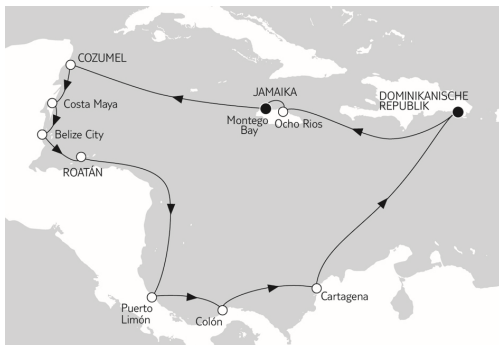 COZUMEL
Costa Maya
Belize City
ROATÁN
JAMAIKA
Montego
Bay
Ocho Rios
DOMINIKANISCHE
REPUBLIK
Puerto
Limón
Colón
Cartagena